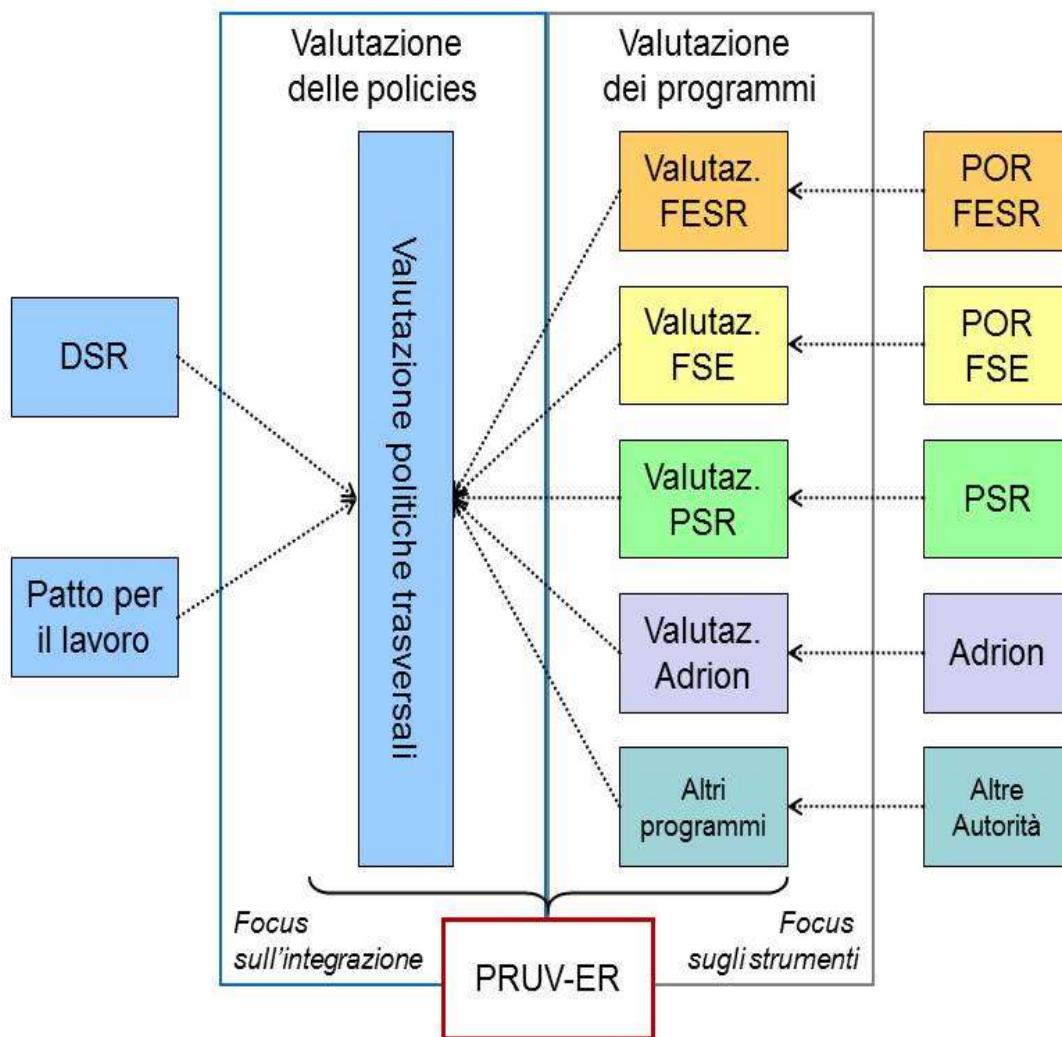 Valutazione
delle policies
Valutazione
dei programmi
DSR
Patto per
il lavoro
Valutazione politiche trasversali
Valutaz.
FESR
POR
FESR
Valutaz.
FSE
POR
FSE
Valutaz.
PSR
PSR
Valutaz.
Adrion
Adrion
Altri
programmi
Altre
Autorità
Focus
sull'integrazione
Focus
sugli strumenti
PRUV-ER